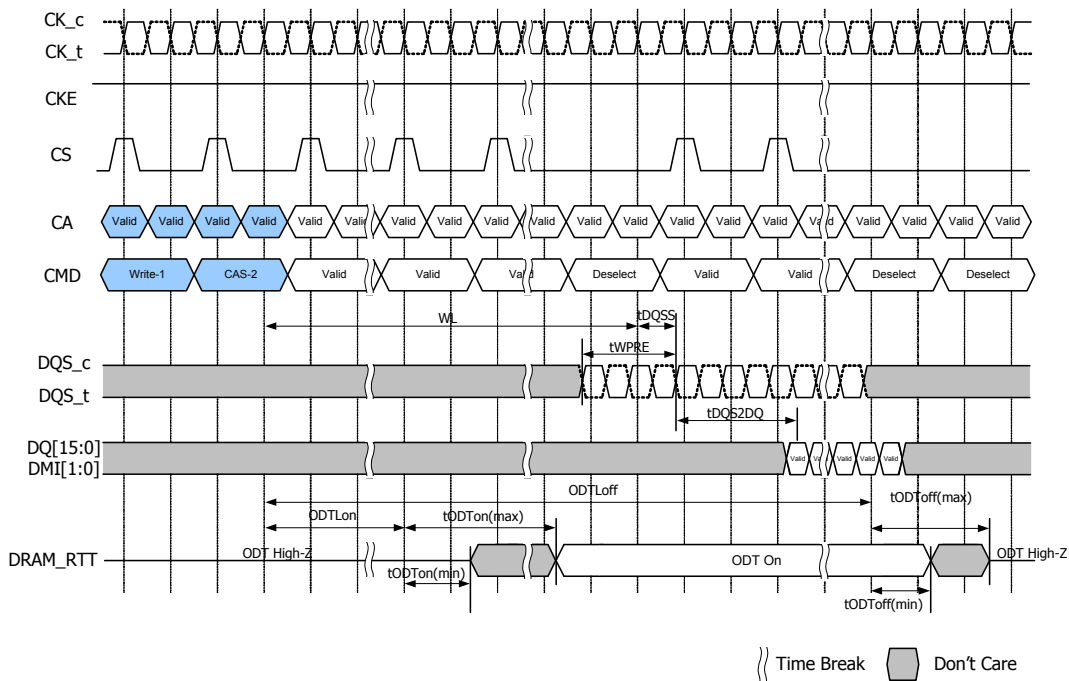 CK_c
CK_t
CKE
CS
CA Valid Valid Valid Valid Valid Valid Valid Valid Valid Valid Valid Valid Valid Valid Valid Valid Valid Valid Valid Valid
CMD Write-1 CAS-2 Valid Valid Valid Deselect Valid Valid Deselect Deselect
WL tDQSS
tWPRE
DQS_c
DQS_t
tDQS2DQ
DQ[15:0]
DMI[1:0] Valid Valid Valid Valid Valid
ODTLoff
tODToff(max)
ODTLon tODTon(max)
DRAM_RTT ODT High-Z ODT On ODT High-Z
tODTon(min)
tODToff(min)
Time Break Don't Care